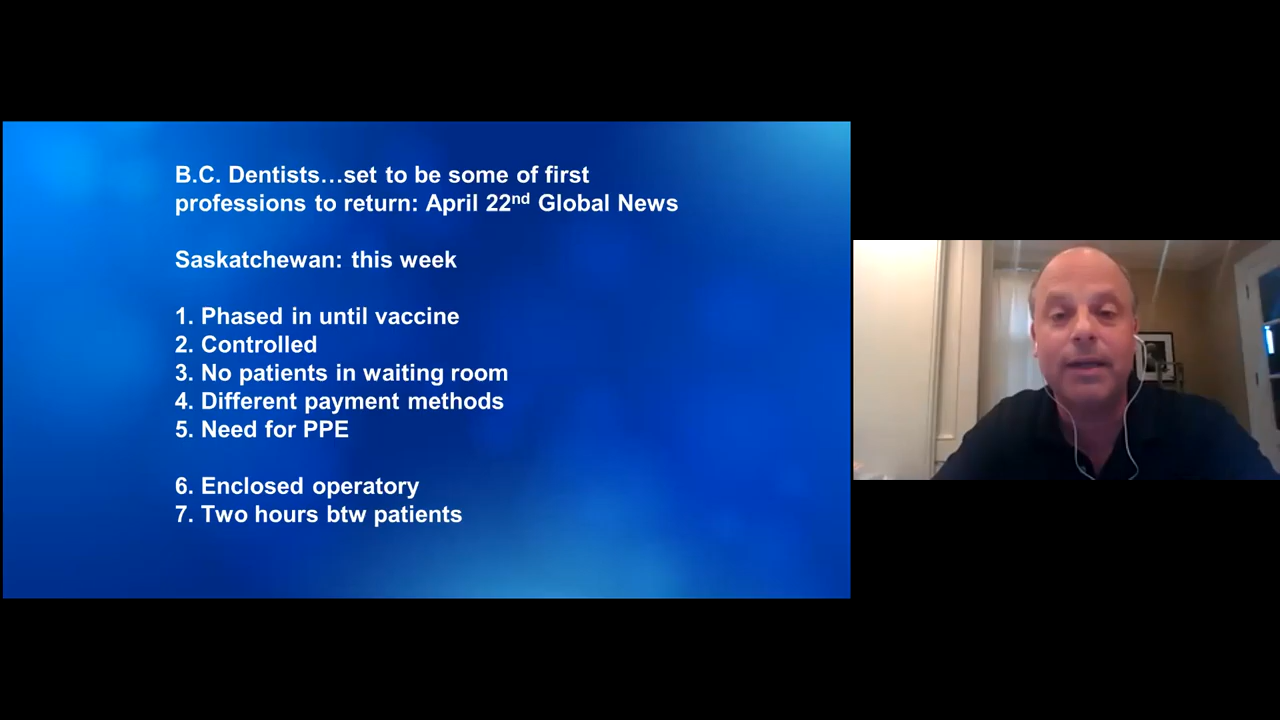 B.C. Dentists…set to be some of first
professions to return: April 22nd Global News
Saskatchewan: this week
1. Phased in until vaccine
2. Controlled
3. No patients in waiting room
4. Different payment methods
5. Need for PPE
6. Enclosed operatory
7. Two hours btw patients